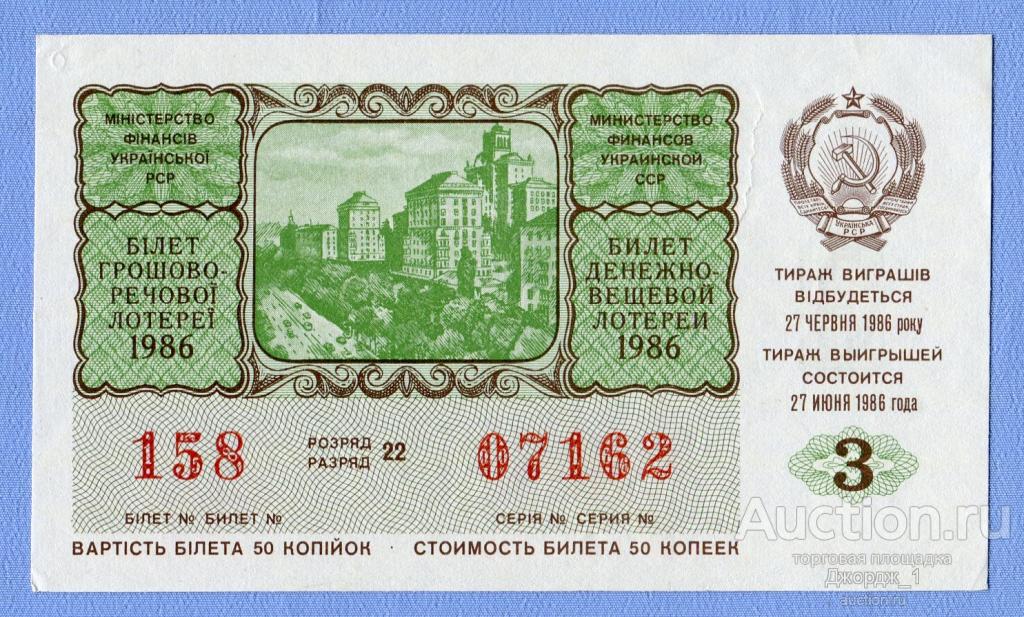 МІНІСТЕРСТВО
ФІНАНСІВ
УКРАЇНСЬКОЇ
РСР
БІЛЕТ
ГРОШОВО-
РЕЧОВОЇ
ЛОТЕРЕЇ
1986
МИНИСТЕРСТВО
ФИНАНСОВ
УКРАИНСКОЙ
ССР
БИЛЕТ
ДЕНЕЖНО-
ВЕЩЕВОЙ
ЛОТЕРЕИ
1986
УКРАЇНСЬКА
РСР
ТИРАЖ ВИГРАШІВ
ВІДБУДЕТЬСЯ
27 ЧЕРВНЯ 1986 року
ТИРАЖ ВЫИГРЫШЕЙ
СОСТОИТСЯ
27 ИЮНЯ 1986 года
3
158
РОЗРЯД
РАЗРЯД 22
07162
БІЛЕТ № БИЛЕТ №
СЕРІЯ № СЕРИЯ №
ВАРТІСТЬ БІЛЕТА 50 КОПІЙОК · СТОИМОСТЬ БИЛЕТА 50 КОПЕЕК
Auction.ru
торговая площадка
Джордж_1
auction.ru